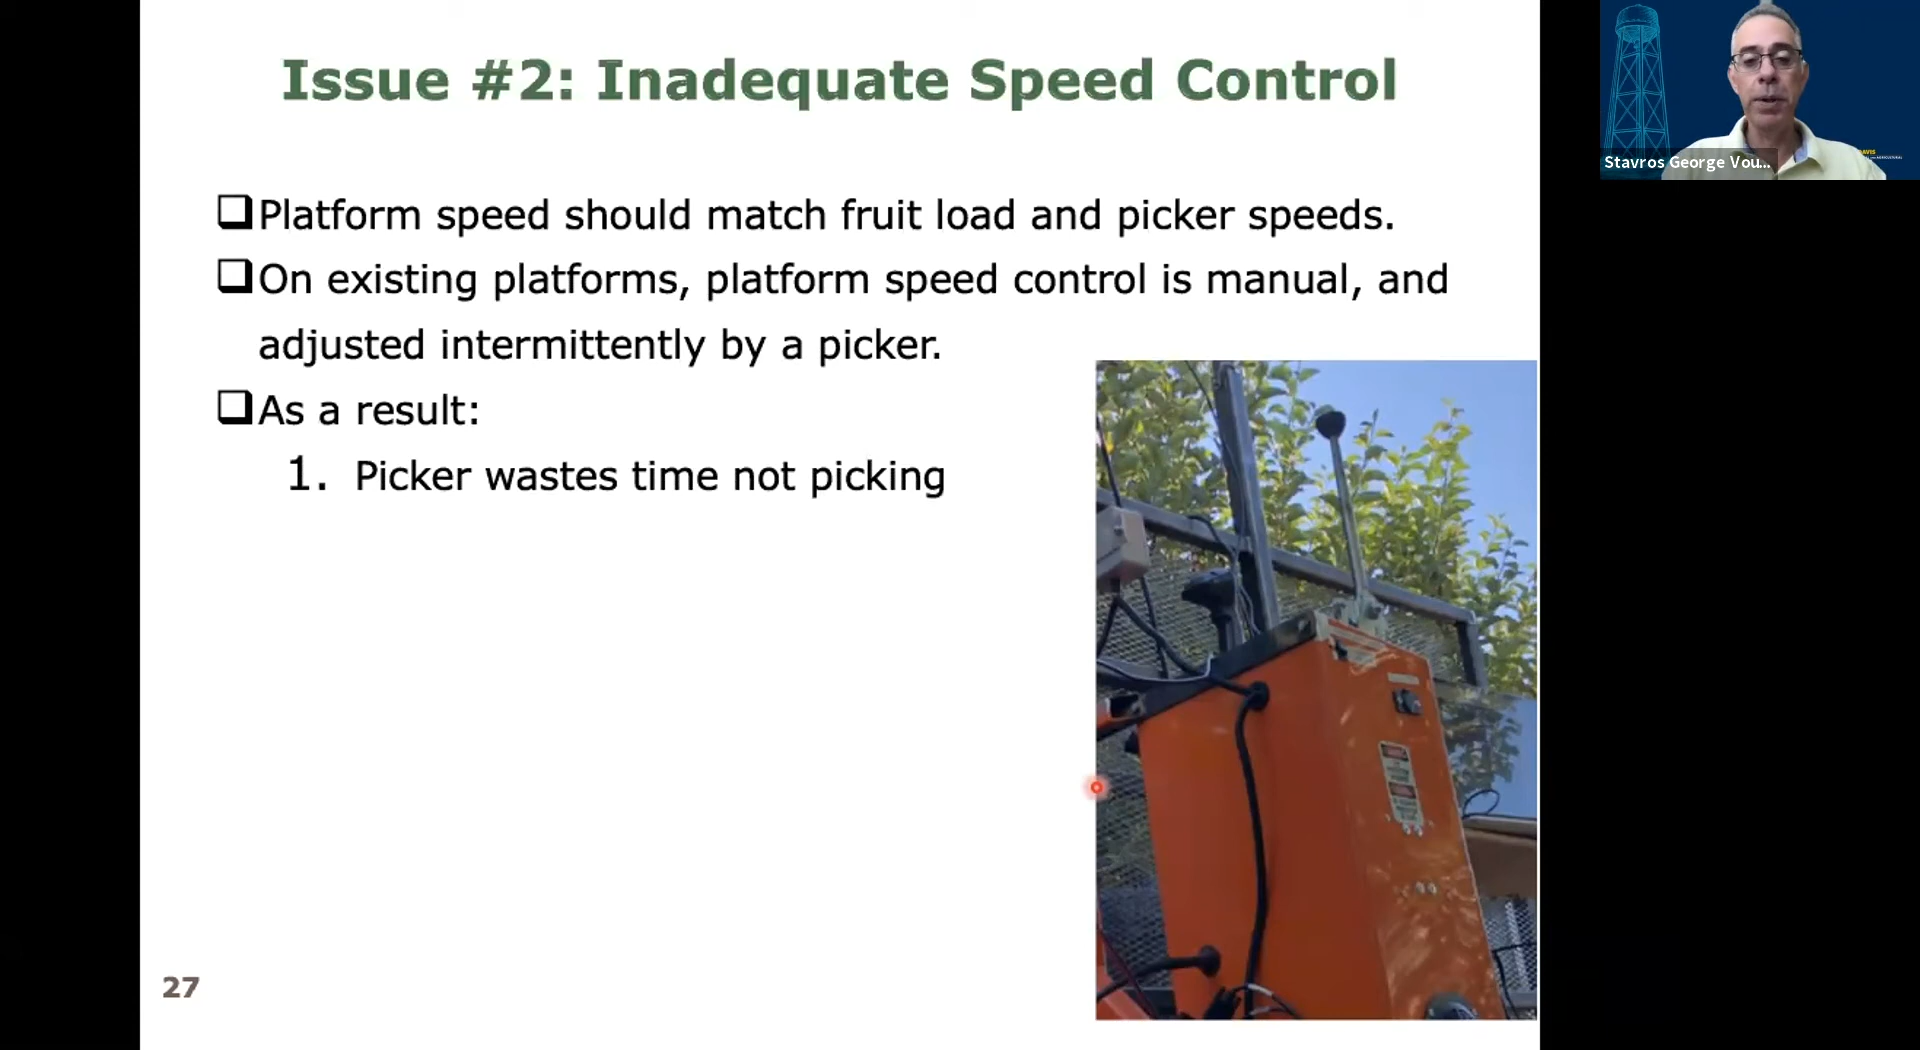 Issue #2: Inadequate Speed Control
Platform speed should match fruit load and picker speeds.
On existing platforms, platform speed control is manual, and
adjusted intermittently by a picker.
As a result:
1. Picker wastes time not picking
27
Stavros George Vou...